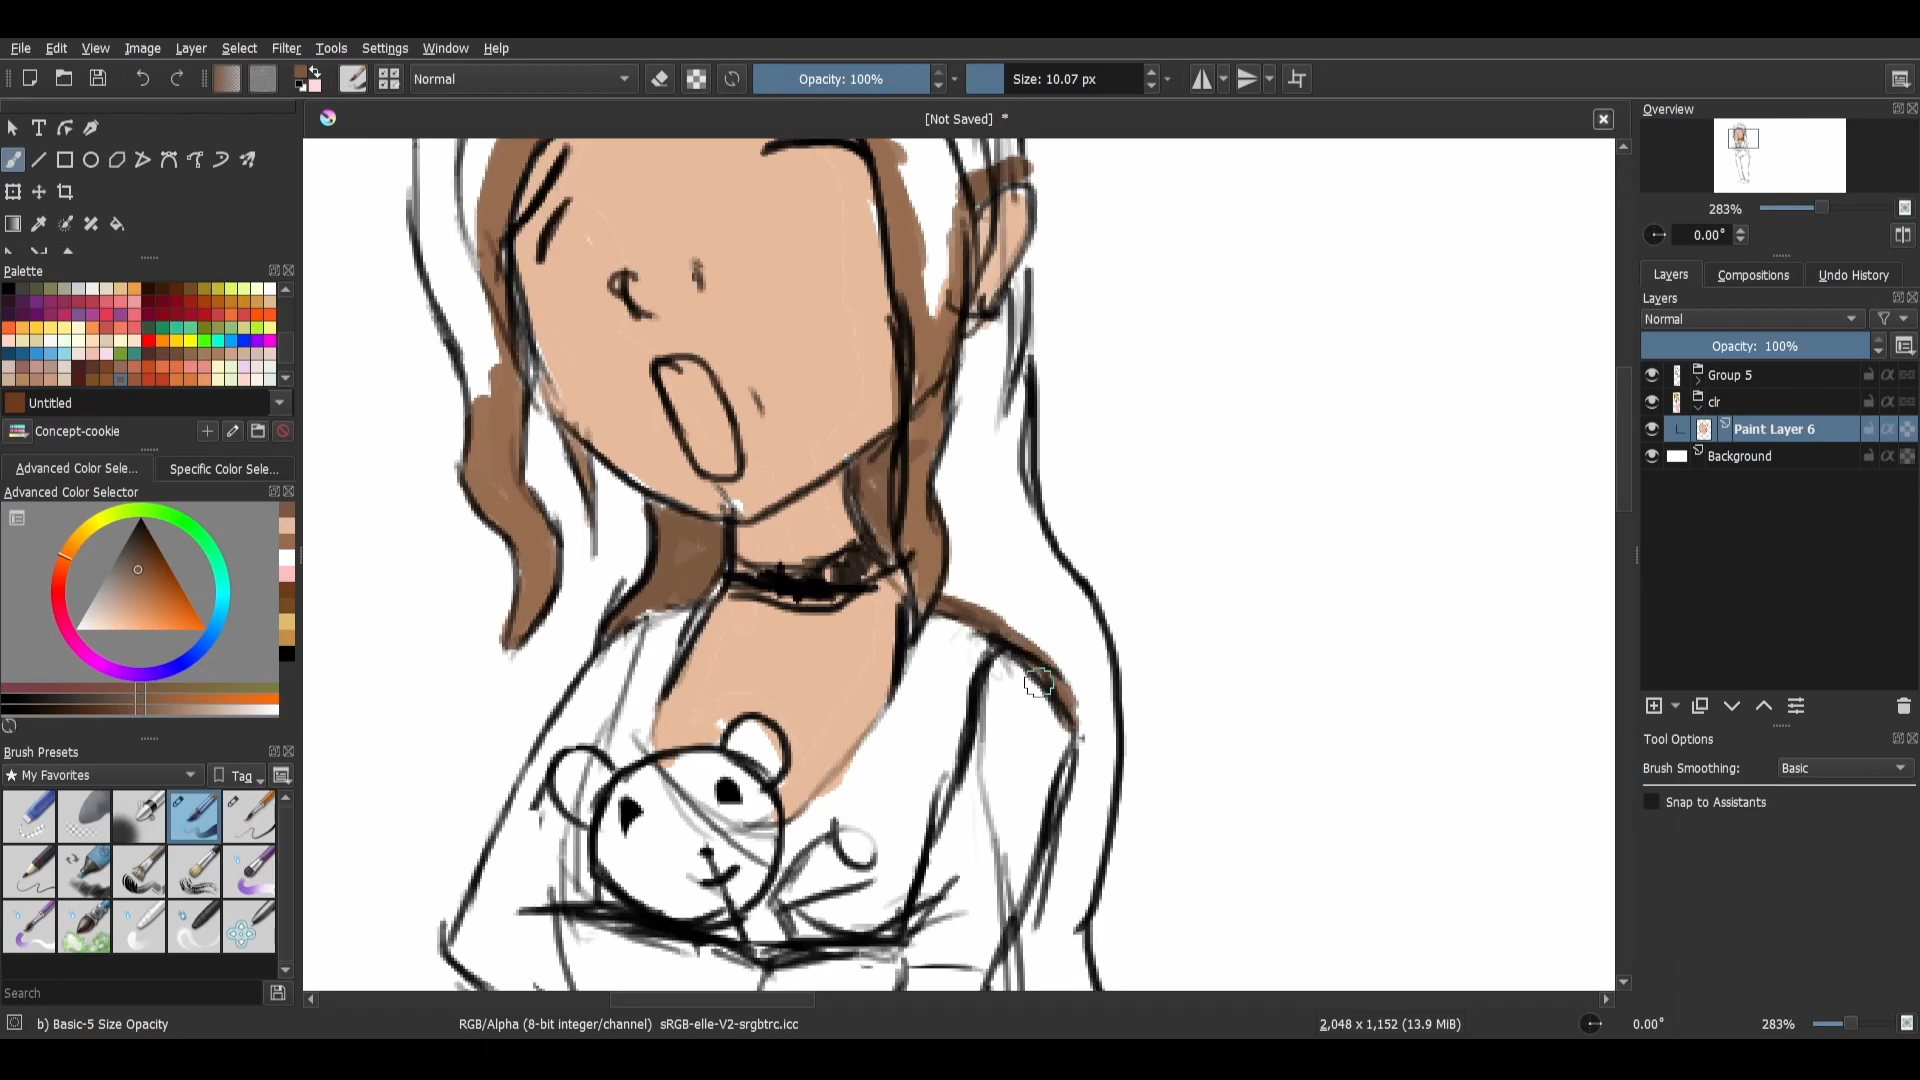 File Edit View Image Layer Select Filter Tools Settings Window Help
Normal Opacity: 100% Size: 10.07 px
[Not Saved] *
Overview
283%
0.00°
Palette
Untitled
Concept-cookie
Advanced Color Sele... Specific Color Sele...
Advanced Color Selector
Brush Presets
My Favorites Tag
Search
b) Basic-5 Size Opacity
RGB/Alpha (8-bit integer/channel) sRGB-elle-V2-srgbtrc.icc
2,048 x 1,152 (13.9 MiB)
0.00°
283%
Layers Compositions Undo History
Layers
Normal
Opacity: 100%
Group 5
clr
Paint Layer 6
Background
Tool Options
Brush Smoothing: Basic
Snap to Assistants